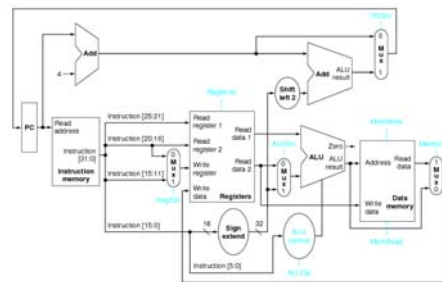 PCSrc
0
M
u
x
1
Add
4
Shift
left 2
Add
ALU
result
PC
Read
address
Instruction
[31:0]
Instruction
memory
Instruction [25:21]
Instruction [20:16]
Instruction [15:11]
Instruction [15:0]
Instruction [5:0]
RegDst
0
M
u
x
1
RegWrite
Read
register 1
Read
register 2
Write
register
Write
data
Read
data 1
Read
data 2
Registers
16
Sign
extend
32
ALUSrc
0
M
u
x
1
ALU
Zero
ALU
result
ALU
control
ALUOp
MemWrite
Address
Read
data
Write
data
Data
memory
MemRead
1
M
u
x
0